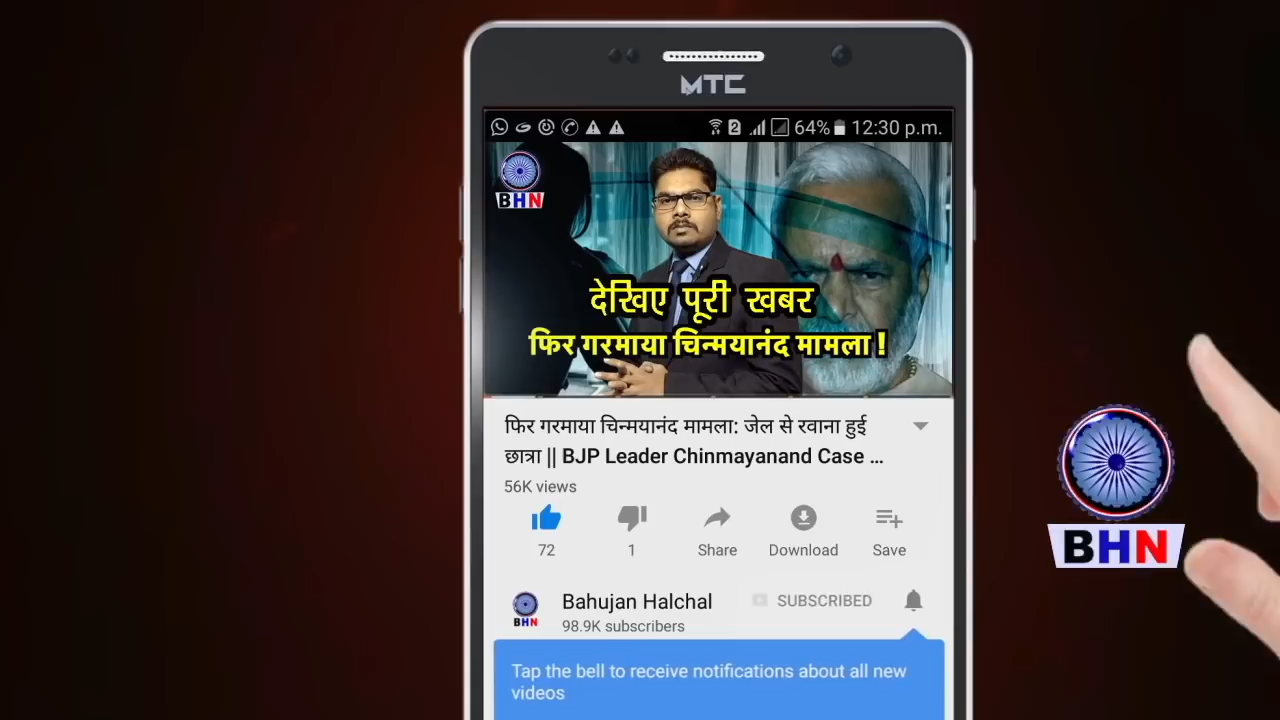 MTC
2 64% 12:30 p.m.
BHN
देखिए पूरी खबर
फिर गरमाया चिन्मयानंद मामला !
फिर गरमाया चिन्मयानंद मामला: जेल से रवाना हुई
छात्रा || BJP Leader Chinmayanand Case ...
56K views
72 1 Share Download Save
BHN
Bahujan Halchal SUBSCRIBED
98.9K subscribers
BHN
Tap the bell to receive notifications about all new
videos